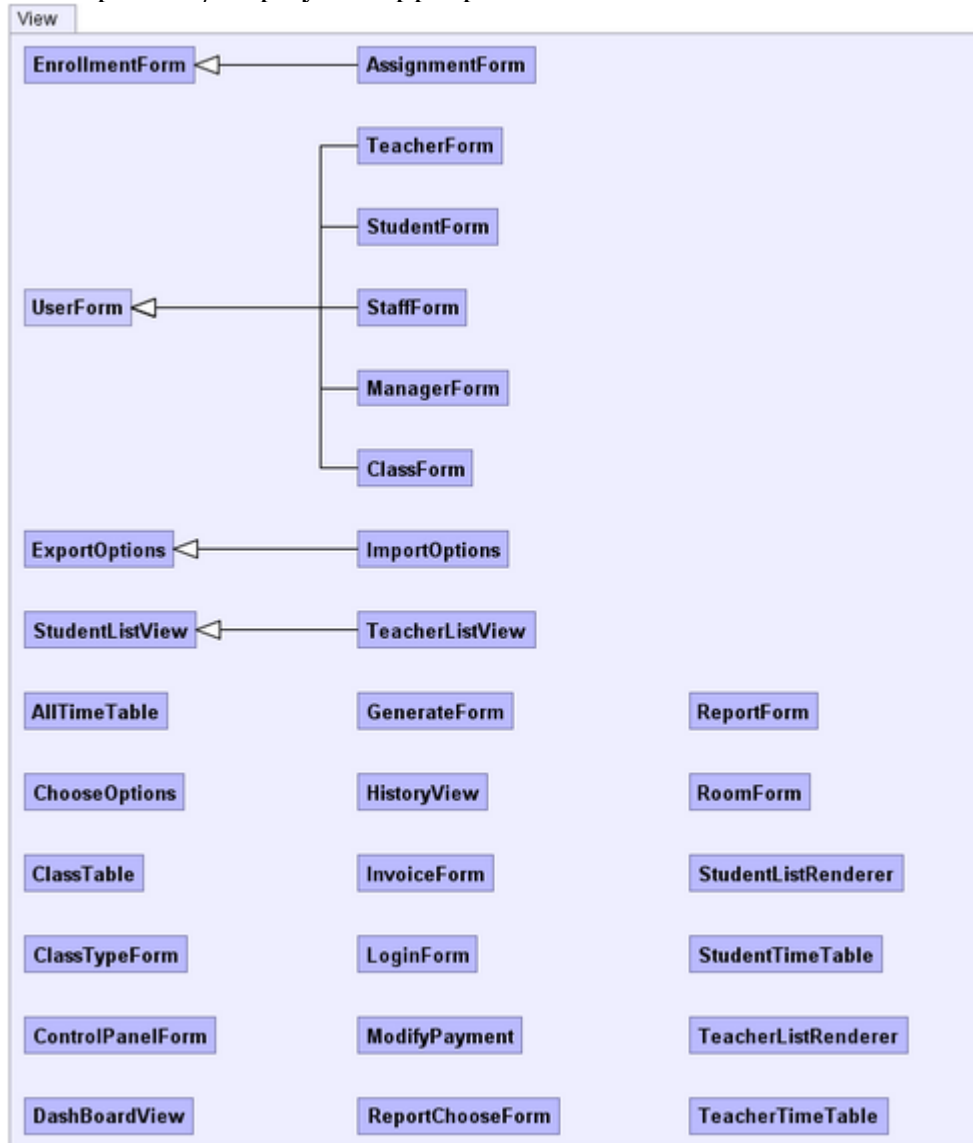 View
EnrollmentForm AssignmentForm
TeacherForm
StudentForm
UserForm StaffForm
ManagerForm
ClassForm
ExportOptions ImportOptions
StudentListView TeacherListView
AllTimeTable GenerateForm ReportForm
ChooseOptions HistoryView RoomForm
ClassTable InvoiceForm StudentListRenderer
ClassTypeForm LoginForm StudentTimeTable
ControlPanelForm ModifyPayment TeacherListRenderer
DashBoardView ReportChooseForm TeacherTimeTable